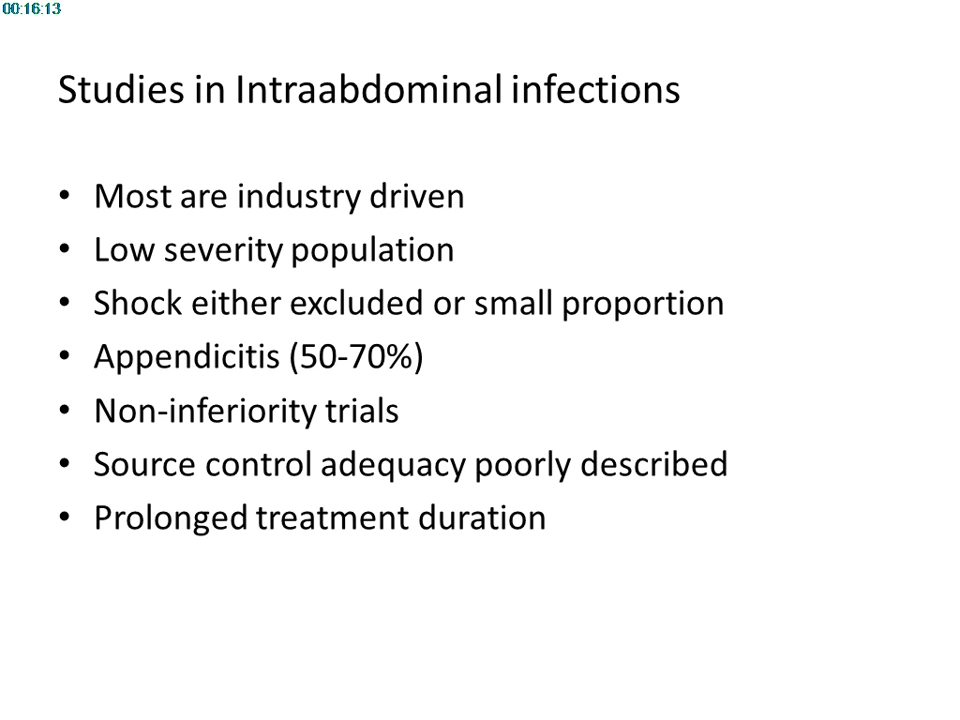 00:16:13
Studies in Intraabdominal infections
• Most are industry driven
• Low severity population
• Shock either excluded or small proportion
• Appendicitis (50-70%)
• Non-inferiority trials
• Source control adequacy poorly described
• Prolonged treatment duration